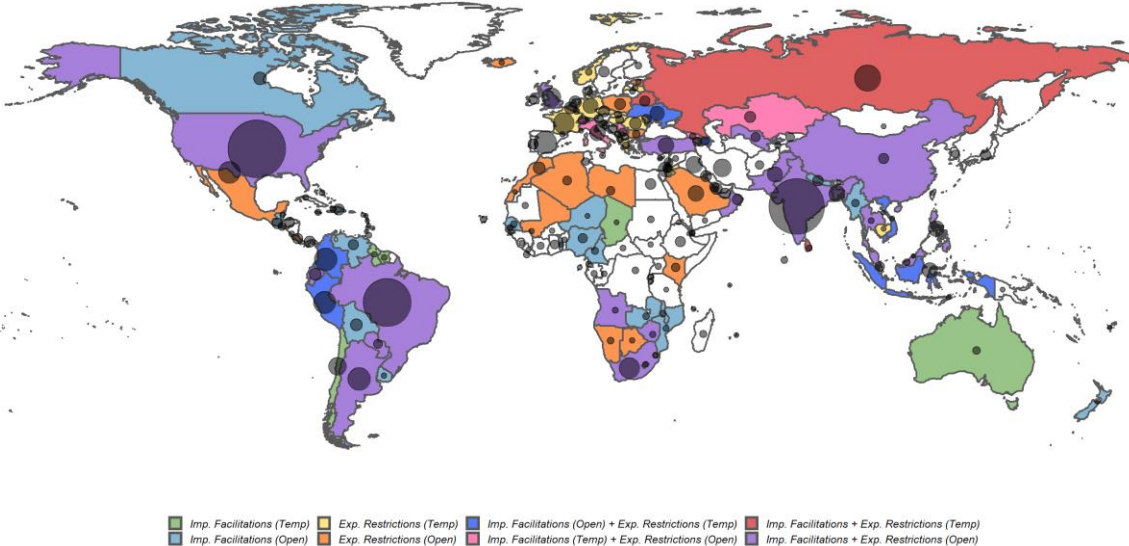 Imp. Facilitations (Temp) Exp. Restrictions (Temp) Imp. Facilitations (Open) + Exp. Restrictions (Temp) Imp. Facilitations + Exp. Restrictions (Temp)
Imp. Facilitations (Open) Exp. Restrictions (Open) Imp. Facilitations (Temp) + Exp. Restrictions (Open) Imp. Facilitations + Exp. Restrictions (Open)